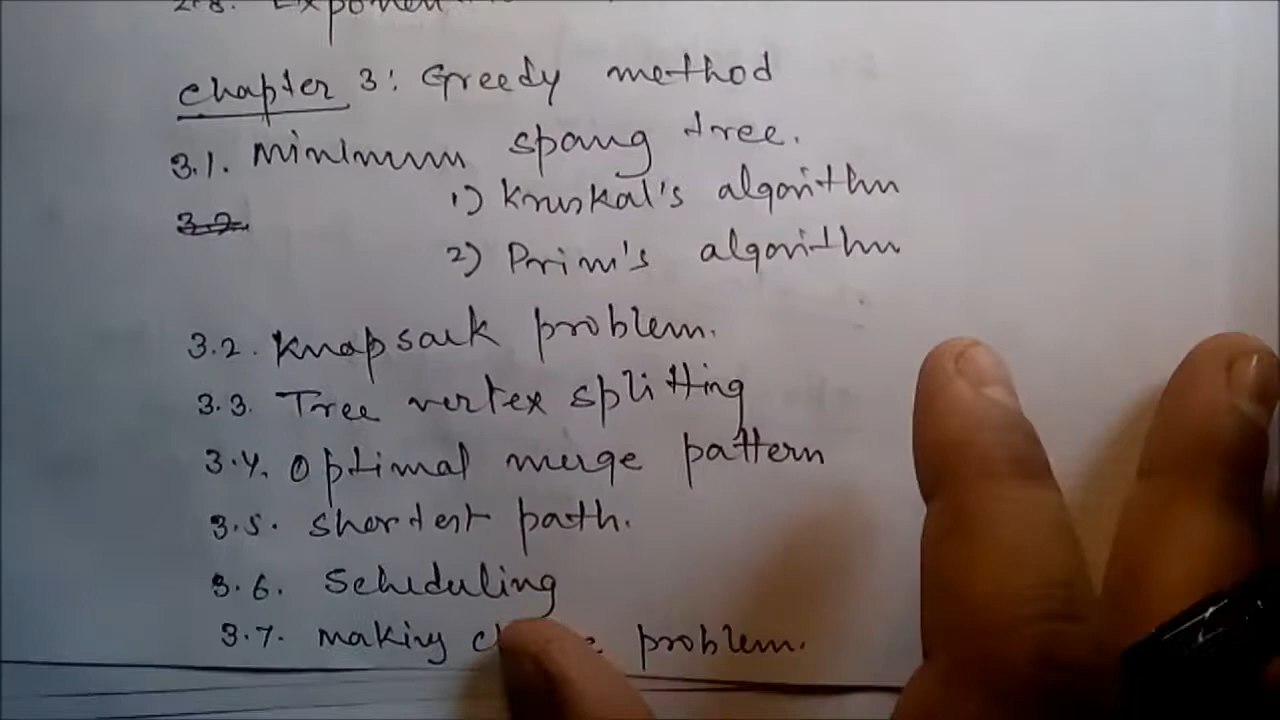 Chapter 3: Greedy method
3.1. Minimum spang tree.
1) Kruskal's algorithm
3.2
2) Prim's algorithm
3.2. Knapsack problem.
3.3. Tree vertex splitting
3.4. Optimal merge pattern
3.5. shortest path.
3.6. Scheduling
3.7. making problem.